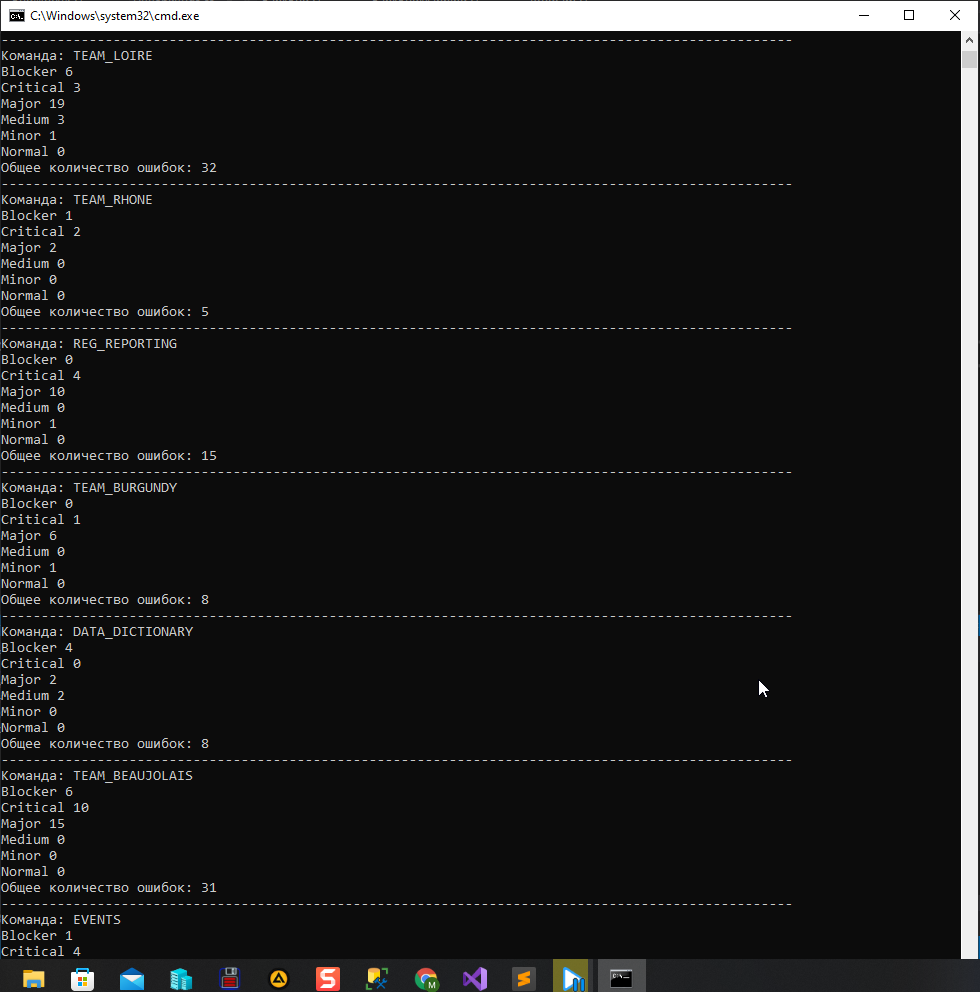 C:\Windows\system32\cmd.exe
---------------------------------------------------------------------------------------------------
Команда: TEAM_LOIRE
Blocker 6
Critical 3
Major 19
Medium 3
Minor 1
Normal 0
Общее количество ошибок: 32
---------------------------------------------------------------------------------------------------
Команда: TEAM_RHONE
Blocker 1
Critical 2
Major 2
Medium 0
Minor 0
Normal 0
Общее количество ошибок: 5
---------------------------------------------------------------------------------------------------
Команда: REG_REPORTING
Blocker 0
Critical 4
Major 10
Medium 0
Minor 1
Normal 0
Общее количество ошибок: 15
---------------------------------------------------------------------------------------------------
Команда: TEAM_BURGUNDY
Blocker 0
Critical 1
Major 6
Medium 0
Minor 1
Normal 0
Общее количество ошибок: 8
---------------------------------------------------------------------------------------------------
Команда: DATA_DICTIONARY
Blocker 4
Critical 0
Major 2
Medium 2
Minor 0
Normal 0
Общее количество ошибок: 8
---------------------------------------------------------------------------------------------------
Команда: TEAM_BEAUJOLAIS
Blocker 6
Critical 10
Major 15
Medium 0
Minor 0
Normal 0
Общее количество ошибок: 31
---------------------------------------------------------------------------------------------------
Команда: EVENTS
Blocker 1
Critical 4